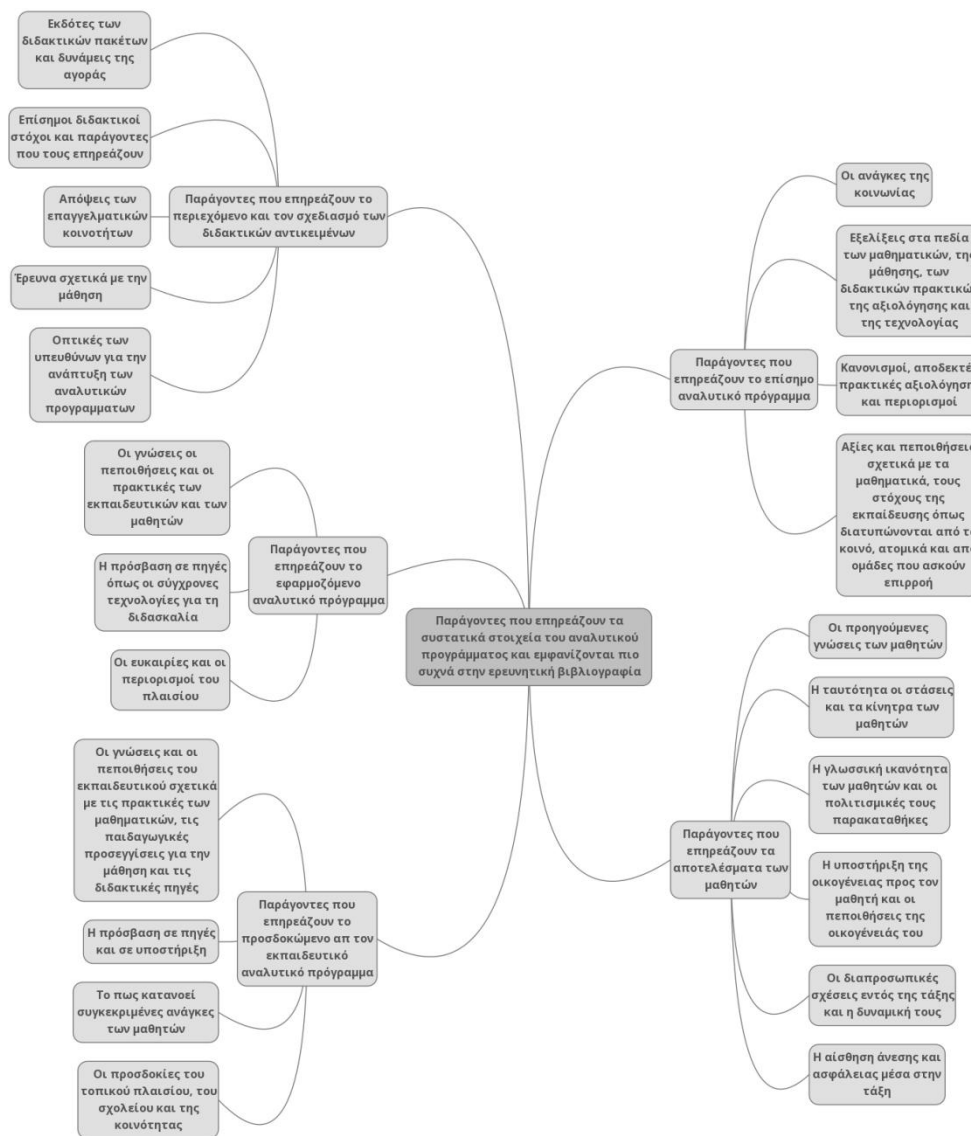 Εκδότες των
διδακτικών πακέτων
και δυνάμεις της
αγοράς
Επίσημοι διδακτικοί
στόχοι και παράγοντες
που τους επηρεάζουν
Απόψεις των
επαγγελματικών
κοινοτήτων
Έρευνα σχετικά με την
μάθηση
Οπτικές των
υπευθύνων για την
ανάπτυξη των
αναλυτικών
προγραμματων
Παράγοντες που επηρεάζουν το
περιεχόμενο και τον σχεδιασμό των
διδακτικών αντικειμένων
Οι γνώσεις οι
πεποιθήσεις και οι
πρακτικές των
εκπαιδευτικών και των
μαθητών
Η πρόσβαση σε πηγές
όπως οι σύγχρονες
τεχνολογίες για τη
διδασκαλία
Οι ευκαιρίες και οι
περιορισμοί του
πλαισίου
Παράγοντες που
επηρεάζουν το
εφαρμοζόμενο
αναλυτικό πρόγραμμα
Οι γνώσεις και οι
πεποιθήσεις του
εκπαιδευτικού σχετικά
με τις πρακτικές των
μαθηματικών, τις
παιδαγωγικές
προσεγγίσεις για την
μάθηση και τις
διδακτικές πηγές
Η πρόσβαση σε πηγές
και σε υποστήριξη
Το πως κατανοεί
συγκεκριμένες ανάγκες
των μαθητών
Οι προσδοκίες του
τοπικού πλαισίου, του
σχολείου και της
κοινότητας
Παράγοντες που
επηρεάζουν το
προσδοκώμενο απ τον
εκπαιδευτικό
αναλυτικό πρόγραμμα
Παράγοντες που επηρεάζουν τα
συστατικά στοιχεία του αναλυτικού
προγράμματος και εμφανίζονται πιο
συχνά στην ερευνητική βιβλιογραφία
Παράγοντες που
επηρεάζουν το επίσημο
αναλυτικό πρόγραμμα
Οι ανάγκες της
κοινωνίας
Εξελίξεις στα πεδία
των μαθηματικών,
μάθησης, των
διδακτικών
της αξιολόγησης και
της τεχνολογίας
Κανονισμοί,
πρακτικές
και περιορισμοί
Αξίες και
σχετικά με τα
μαθηματικά, τους
στόχους της
εκπαίδευσης όπως
διατυπώνονται από
κοινό, ατομικά και
ομάδες που ασκούν
επιρροή
Παράγοντες που
επηρεάζουν τα
αποτελέσματα των
μαθητών
Οι προηγούμενες
γνώσεις των μαθητών
Η ταυτότητα οι στάσεις
και τα κίνητρα των
μαθητών
Η γλωσσική ικανότητα
των μαθητών και οι
πολιτισμικές τους
παρακαταθήκες
Η υποστήριξη της
οικογένειας προς τον
μαθητή και οι
πεποιθήσεις της
οικογένειάς του
Οι διαπροσωπικές
σχέσεις εντός της τάξης
και η δυναμική τους
Η αίσθηση άνεσης και
ασφάλειας μέσα στην
τάξη